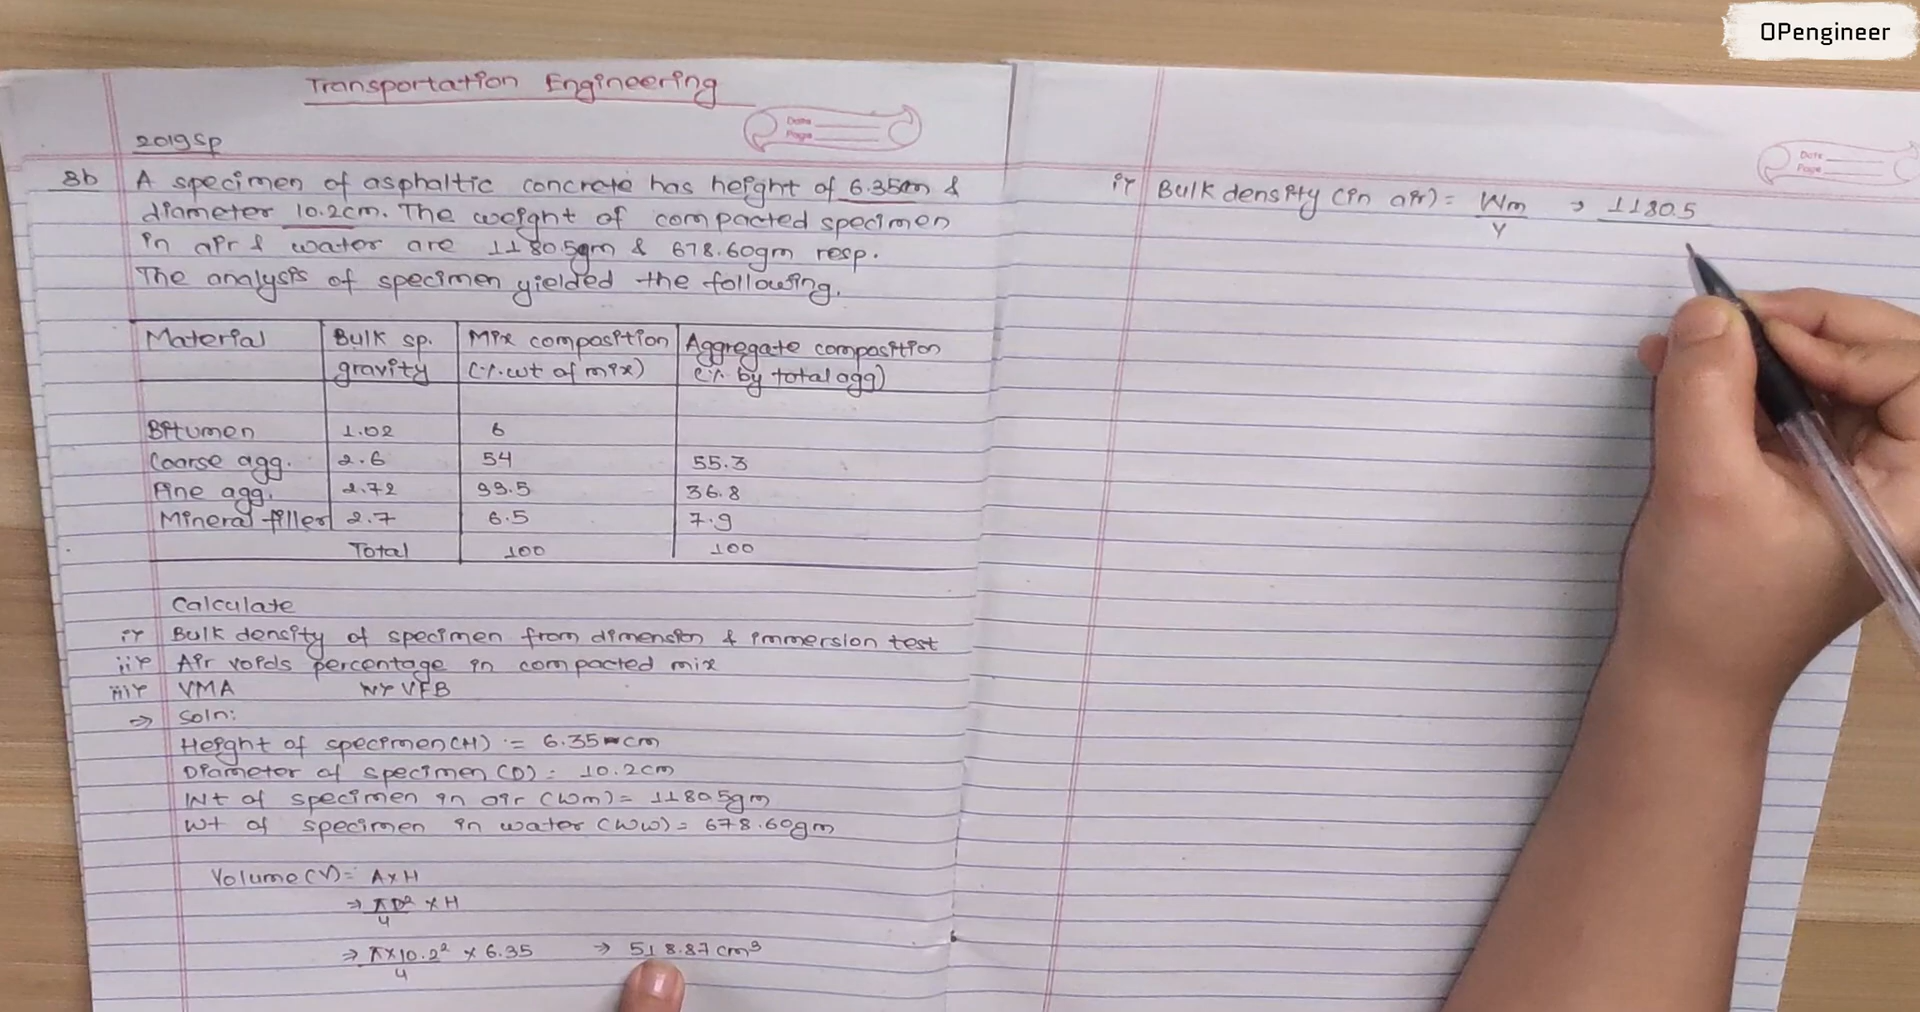 OPengineer
Transportation Engineering
Date
Page
2019sp
8b A specimen of asphaltic concrete has height of 6.35cm &
diameter 10.2cm. The weight of compacted specimen
in air & water are 1180.5gm & 678.60gm resp.
The analysis of specimen yielded the following.
Material Bulk sp. gravity Mix composition (%wt of mix) Aggregate composition (% by total agg)
Bitumen 1.02 6
Coarse agg. 2.6 54 55.3
Fine agg. 2.72 33.5 36.8
Mineral filler 2.7 6.5 7.9
Total 100 100
Calculate
i) Bulk density of specimen from dimension & immersion test
ii) Air voids percentage in compacted mix
iii) VMA iv) VFB
⇒ Soln:
Height of specimen (H) = 6.35 cm
Diameter of specimen (D) = 10.2cm
Wt of specimen in air (Wm) = 1180.5gm
Wt of specimen in water (Ww) = 678.60gm
Volume (V) = A×H
⇒ πD²/4 × H
⇒ π×10.2²/4 × 6.35 ⇒ 518.87 cm³
Date
Page
i) Bulk density (in air) = Wm/V ⇒ 1180.5